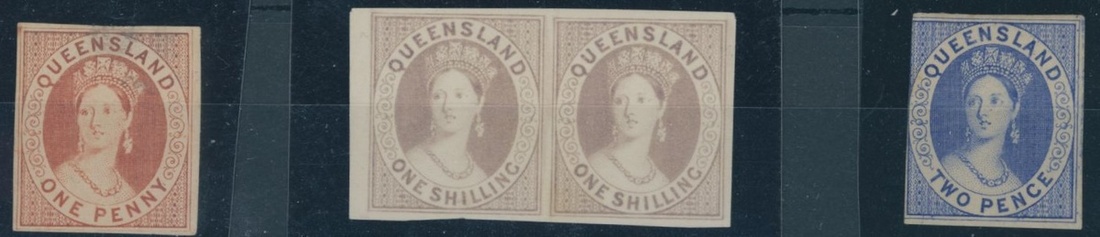 QUEENSLAND
ONE PENNY
QUEENSLAND
ONE SHILLING
QUEENSLAND
ONE SHILLING
QUEENSLAND
TWO PENCE